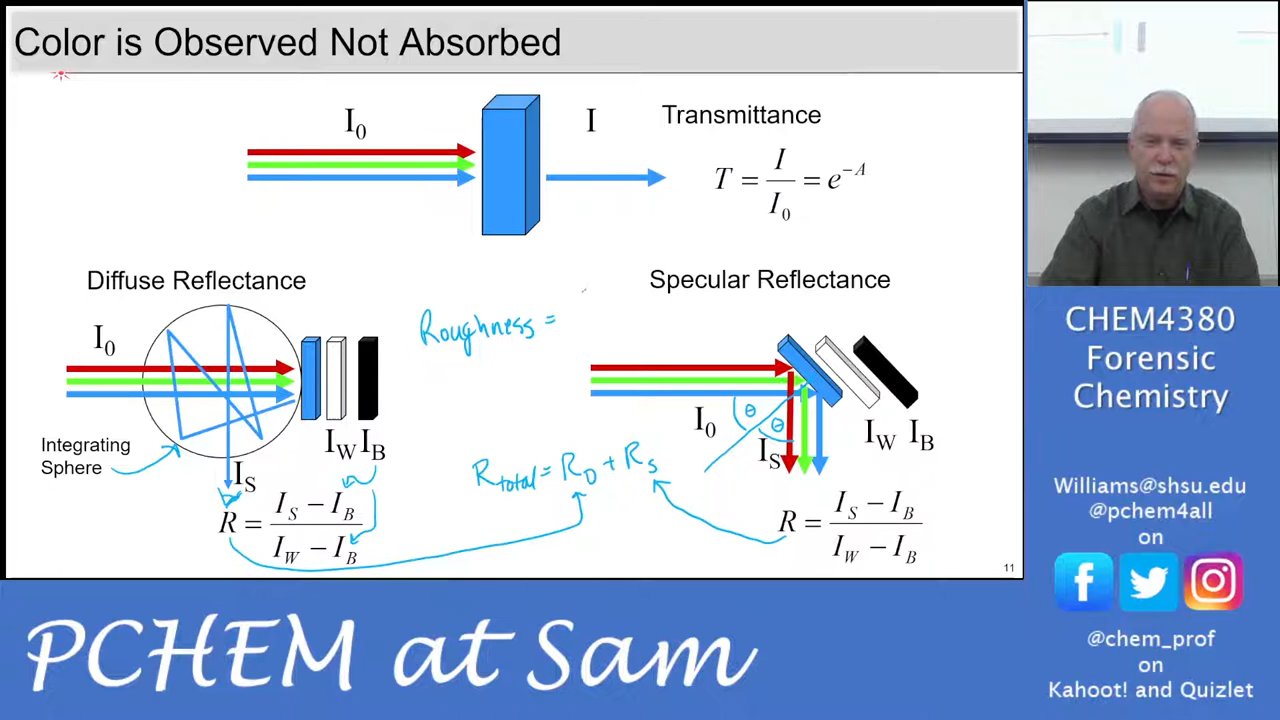 Color is Observed Not Absorbed
I₀
I
Transmittance
T = I / I₀ = e^−A
Diffuse Reflectance
Specular Reflectance
I₀
Roughness =
θ
θ
I₀
I_S
I_W I_B
Integrating
Sphere
I_W I_B
I_S
R_total = R_D + R_S
R = (I_S − I_B) / (I_W − I_B)
R = (I_S − I_B) / (I_W − I_B)
11
CHEM4380
Forensic
Chemistry
Williams@shsu.edu
@pchem4all
on
f
@chem_prof
on
Kahoot! and Quizlet
PCHEM at Sam